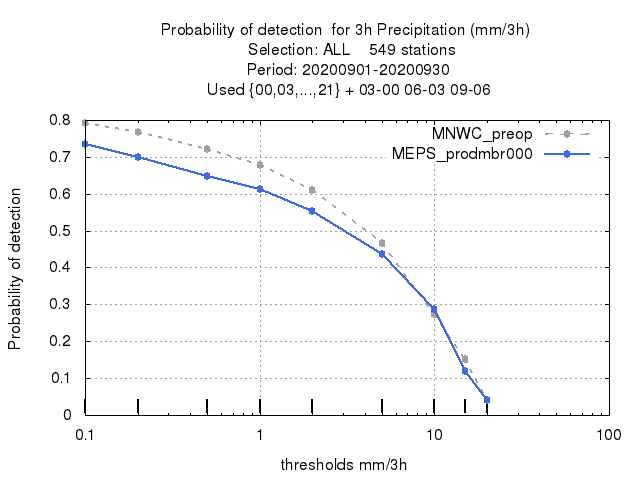 Probability of detection  for 3h Precipitation (mm/3h)
Selection: ALL    549 stations
Period: 20200901-20200930
Used {00,03,...,21} + 03-00 06-03 09-06
MNWC_preop
MEPS_prodmbr000
Probability of detection
0.8
0.7
0.6
0.5
0.4
0.3
0.2
0.1
0
0.1 1 10 100
thresholds mm/3h